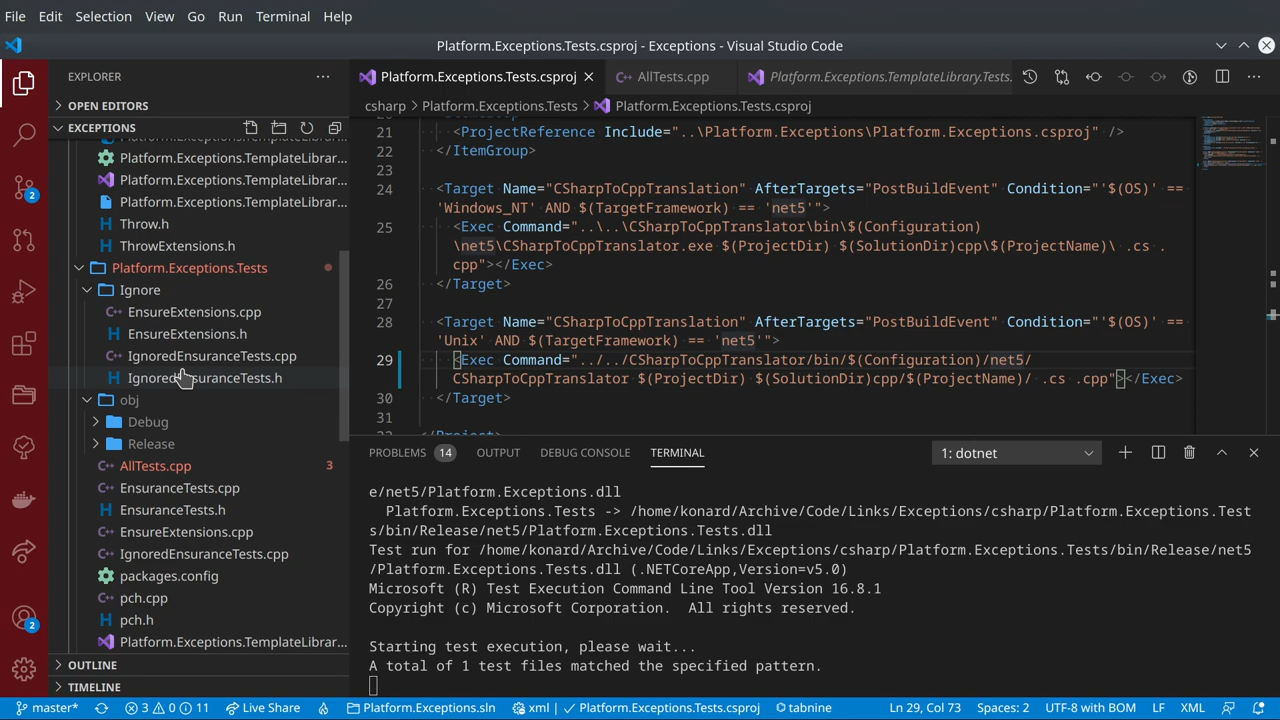 File Edit Selection View Go Run Terminal Help
Platform.Exceptions.Tests.csproj - Exceptions - Visual Studio Code
EXPLORER
OPEN EDITORS
EXCEPTIONS
Platform.Exceptions.TemplateLibrar...
Platform.Exceptions.TemplateLibrar...
Platform.Exceptions.TemplateLibrar...
Throw.h
ThrowExtensions.h
Platform.Exceptions.Tests
Ignore
EnsureExtensions.cpp
EnsureExtensions.h
IgnoredEnsuranceTests.cpp
IgnoredEnsuranceTests.h
obj
Debug
Release
AllTests.cpp 3
EnsuranceTests.cpp
EnsuranceTests.h
EnsureExtensions.cpp
IgnoredEnsuranceTests.cpp
packages.config
pch.cpp
pch.h
Platform.Exceptions.TemplateLibrar...
OUTLINE
TIMELINE
2
2
Platform.Exceptions.Tests.csproj AllTests.cpp Platform.Exceptions.TemplateLibrary.Tests.
csharp > Platform.Exceptions.Tests > Platform.Exceptions.Tests.csproj
21 <ProjectReference Include="..\Platform.Exceptions\Platform.Exceptions.csproj" />
22 </ItemGroup>
23
24 <Target Name="CSharpToCppTranslation" AfterTargets="PostBuildEvent" Condition="'$(OS)' ==
'Windows_NT' AND $(TargetFramework) == 'net5'">
25 <Exec Command="..\..\CSharpToCppTranslator\bin\$(Configuration)
\net5\CSharpToCppTranslator.exe $(ProjectDir) $(SolutionDir)cpp\$(ProjectName)\ .cs .
cpp"></Exec>
26 </Target>
27
28 <Target Name="CSharpToCppTranslation" AfterTargets="PostBuildEvent" Condition="'$(OS)' ==
'Unix' AND $(TargetFramework) == 'net5'">
29 <Exec Command="../../CSharpToCppTranslator/bin/$(Configuration)/net5/
CSharpToCppTranslator $(ProjectDir) $(SolutionDir)cpp/$(ProjectName)/ .cs .cpp"></Exec>
30 </Target>
31
</Project>
PROBLEMS 14 OUTPUT DEBUG CONSOLE TERMINAL 1: dotnet
e/net5/Platform.Exceptions.dll
Platform.Exceptions.Tests -> /home/konard/Archive/Code/Links/Exceptions/csharp/Platform.Exceptions.Test
s/bin/Release/net5/Platform.Exceptions.Tests.dll
Test run for /home/konard/Archive/Code/Links/Exceptions/csharp/Platform.Exceptions.Tests/bin/Release/net5
/Platform.Exceptions.Tests.dll (.NETCoreApp,Version=v5.0)
Microsoft (R) Test Execution Command Line Tool Version 16.8.1
Copyright (c) Microsoft Corporation.  All rights reserved.
Starting test execution, please wait...
A total of 1 test files matched the specified pattern.
master* 3 0 11 Live Share Platform.Exceptions.sln xml Platform.Exceptions.Tests.csproj tabnine Ln 29, Col 73 Spaces: 2 UTF-8 with BOM LF XML